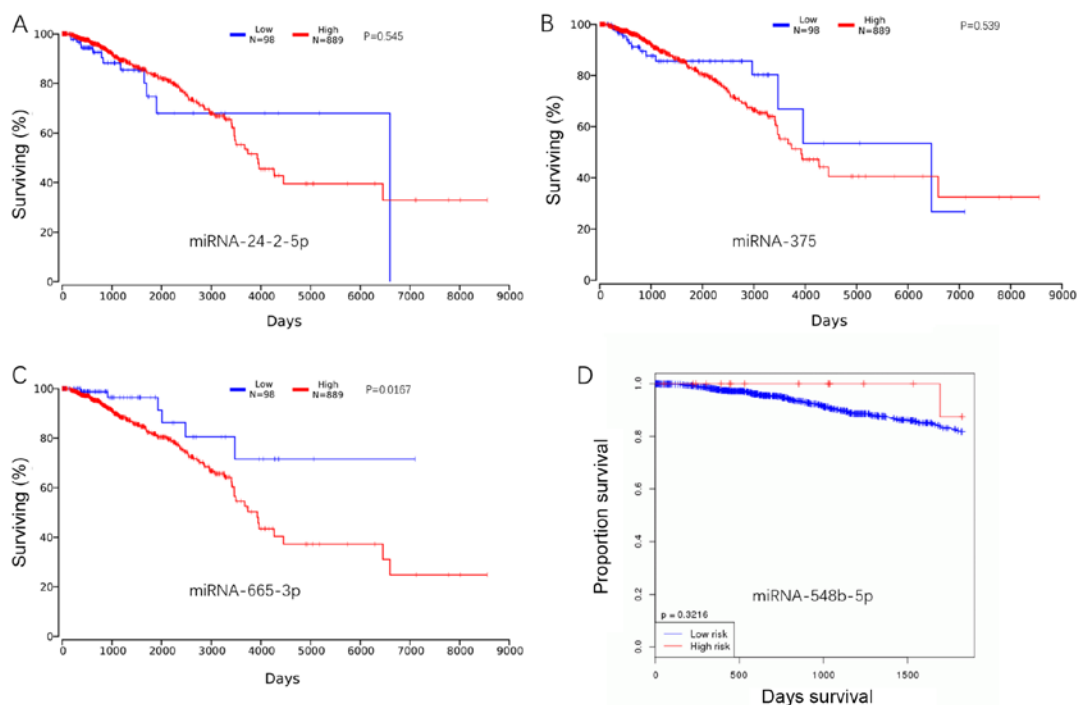 A
Low
N=98
High
N=889
P=0.545
100
80
60
40
20
0
Surviving (%)
miRNA-24-2-5p
0 1000 2000 3000 4000 5000 6000 7000 8000 9000
Days
B
Low
N=98
High
N=889
P=0.539
100
80
60
40
20
0
Surviving (%)
miRNA-375
0 1000 2000 3000 4000 5000 6000 7000 8000 9000
Days
C
Low
N=98
High
N=889
P=0.0167
100
80
60
40
20
0
Surviving (%)
miRNA-665-3p
0 1000 2000 3000 4000 5000 6000 7000 8000 9000
Days
D
1.0
0.8
0.6
0.4
0.2
0.0
Proportion survival
miRNA-548b-5p
p = 0.3216
Low risk
High risk
0 500 1000 1500
Days survival